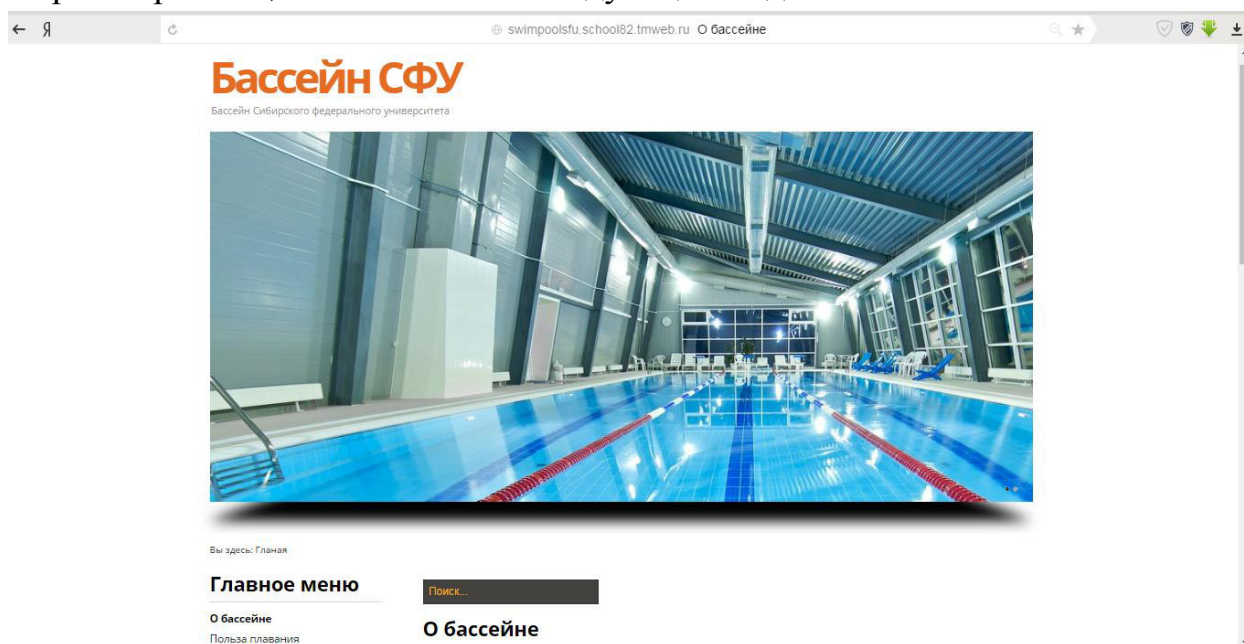 Я swimpoolsfu.school82.tmweb.ru О бассейне
Бассейн СФУ
Бассейн Сибирского федерального университета
Вы здесь: Гланая
Главное меню
Поиск...
О бассейне
О бассейне
Польза плавания